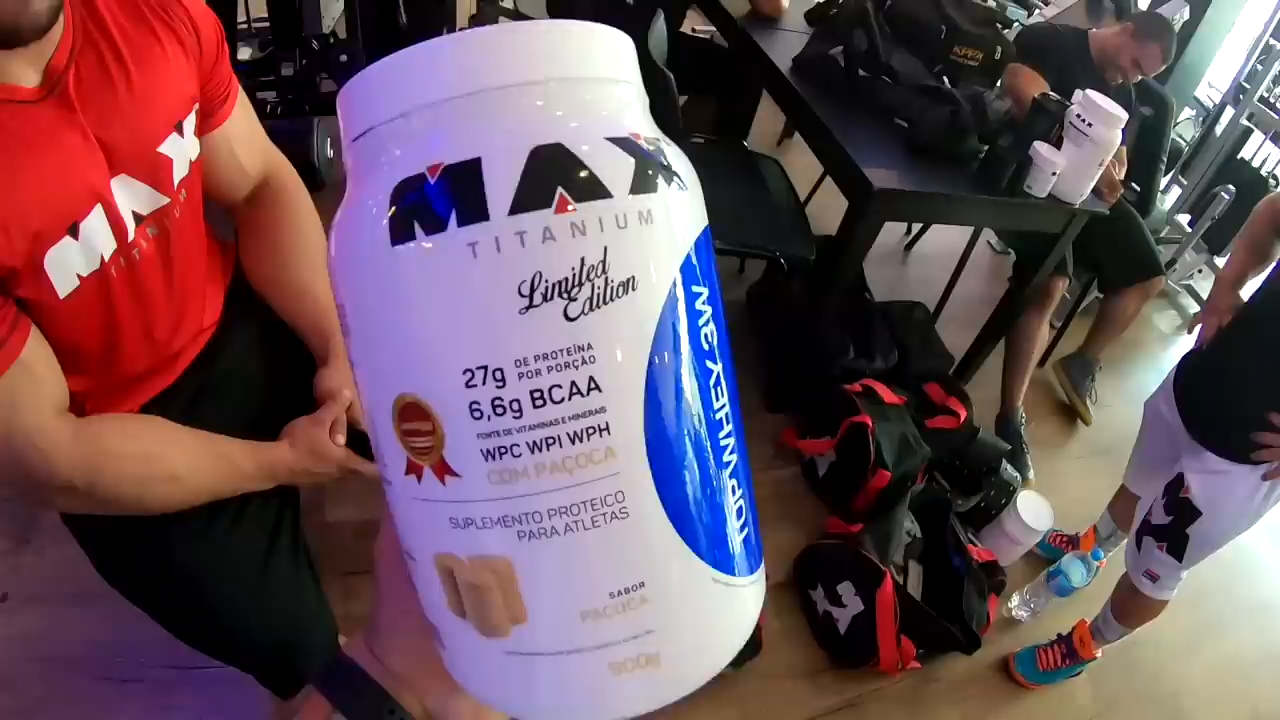 MAX
TITANIUM
MAX
TITANIUM
Limited
Edition
27g DE PROTEÍNA
POR PORÇÃO
6,6g BCAA
FONTE DE VITAMINAS E MINERAIS
WPC WPI WPH
COM PAÇOCA
SUPLEMENTO PROTEICO
PARA ATLETAS
SABOR
PAÇOCA
900g
TOP WHEY 3W
MAX